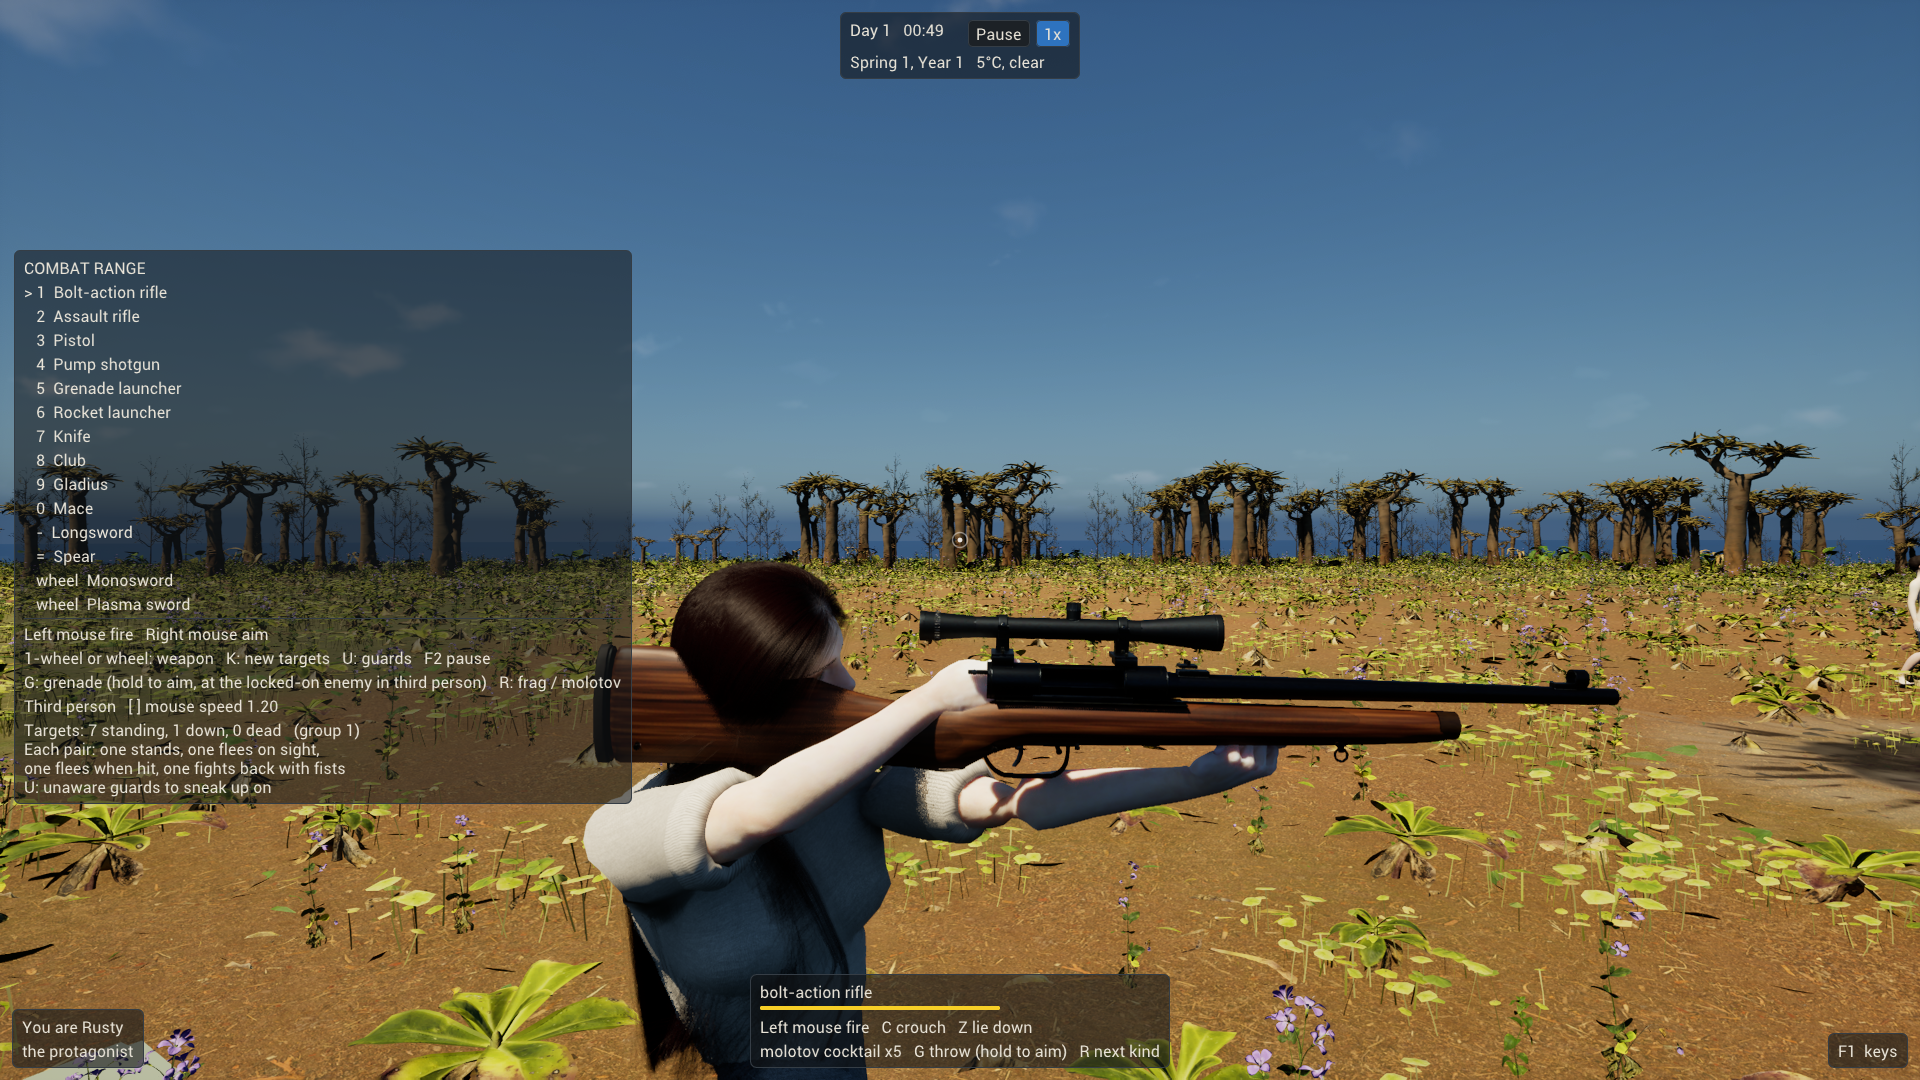 Day 1 00:49 Pause 1x
Spring 1, Year 1 5°C, clear
COMBAT RANGE
> 1 Bolt-action rifle
2 Assault rifle
3 Pistol
4 Pump shotgun
5 Grenade launcher
6 Rocket launcher
7 Knife
8 Club
9 Gladius
0 Mace
- Longsword
= Spear
wheel Monosword
wheel Plasma sword
Left mouse fire Right mouse aim
1-wheel or wheel: weapon K: new targets U: guards F2 pause
G: grenade (hold to aim, at the locked-on enemy in third person) R: frag / molotov
Third person [ ] mouse speed 1.20
Targets: 7 standing, 1 down, 0 dead (group 1)
Each pair: one stands, one flees on sight,
one flees when hit, one fights back with fists
U: unaware guards to sneak up on
bolt-action rifle
Left mouse fire C crouch Z lie down
molotov cocktail x5 G throw (hold to aim) R next kind
You are Rusty
the protagonist
F1 keys